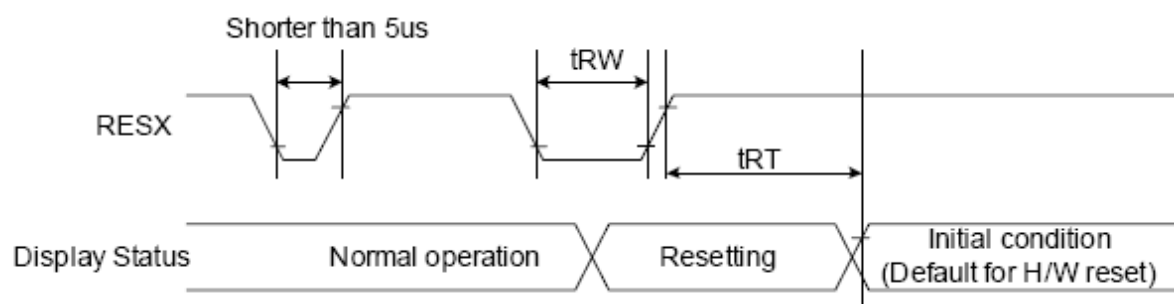 Shorter than 5us
tRW
RESX
tRT
Display Status
Normal operation
Resetting
Initial condition
(Default for H/W reset)